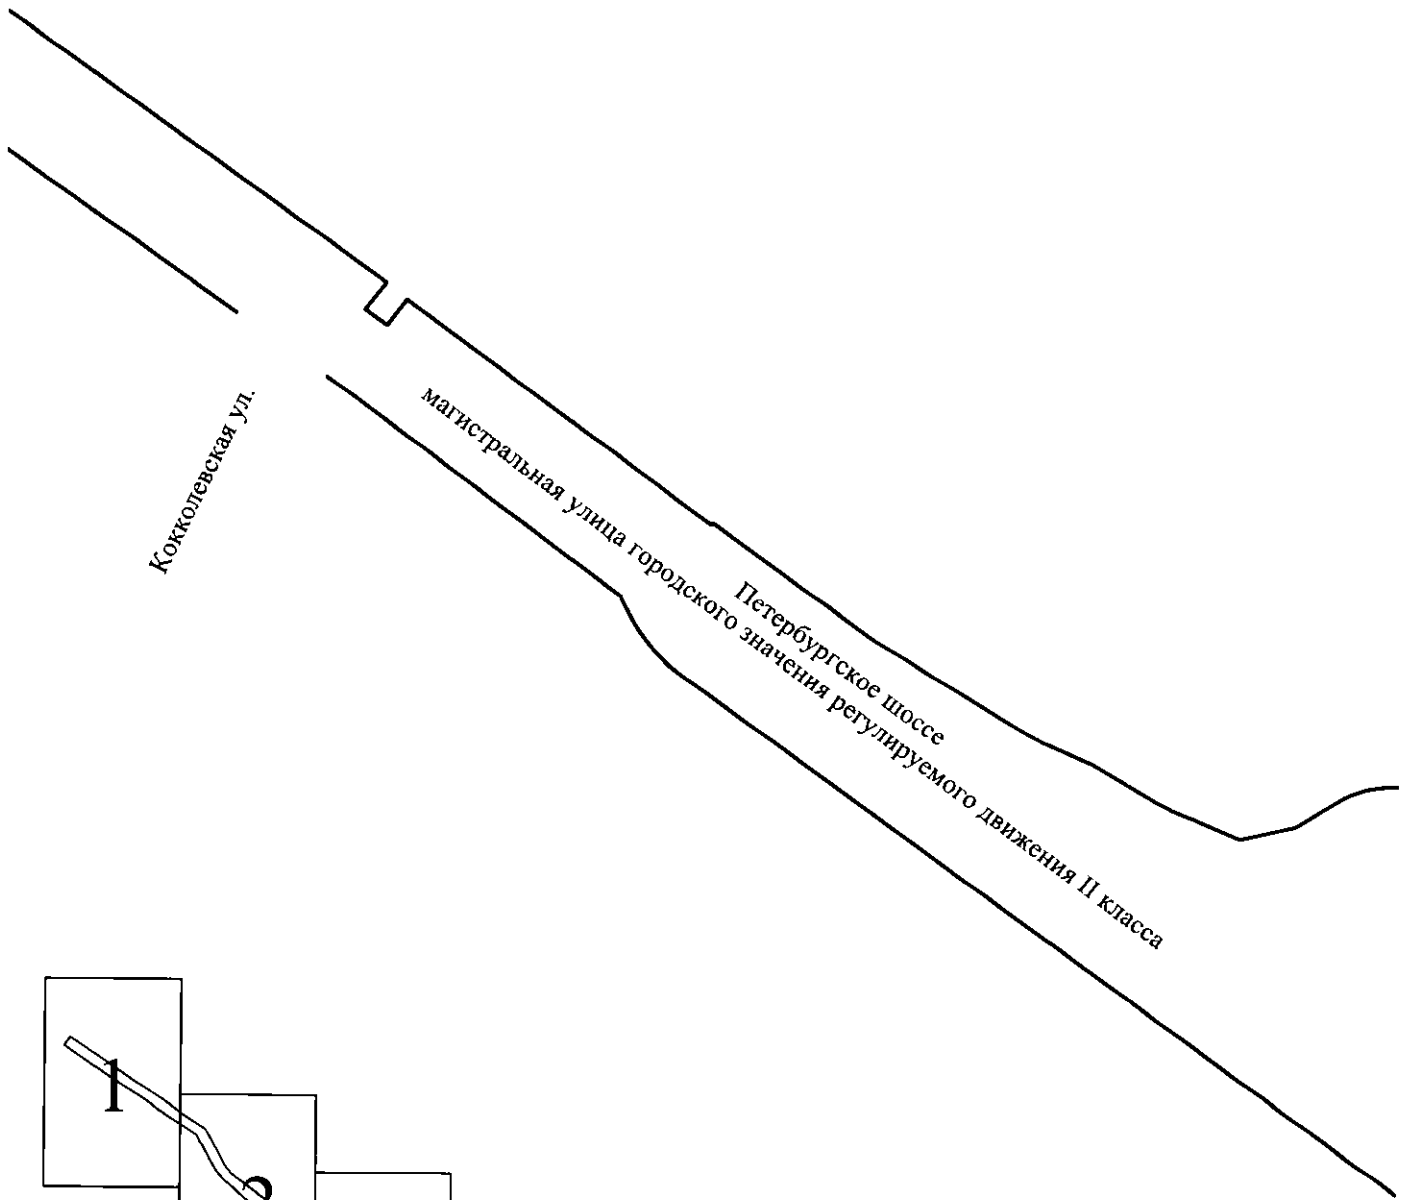 Кокколевская ул.
магистральная улица городского значения регулируемого движения II класса
Петербургское шоссе
1